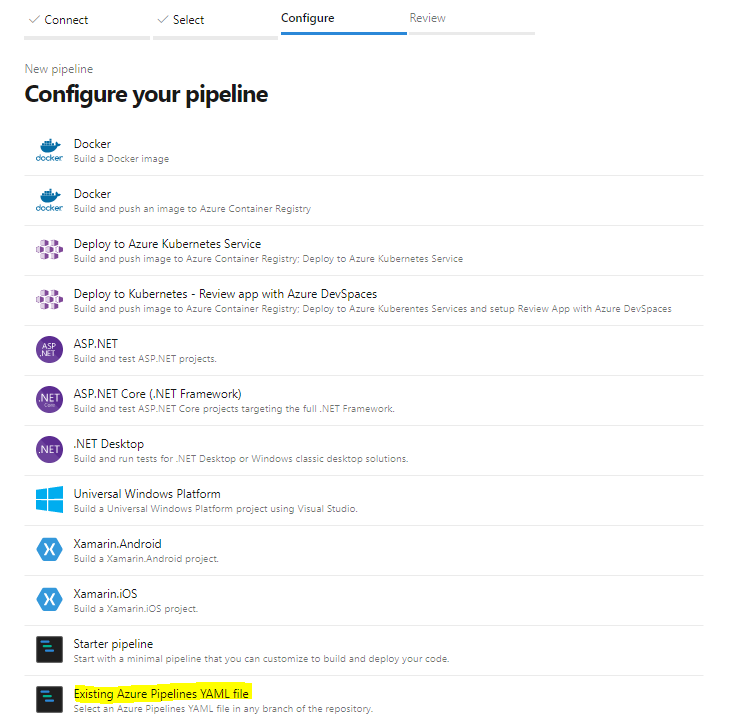 Connect
Select
Configure
Review
New pipeline
Configure your pipeline
docker
Docker
Build a Docker image
docker
Docker
Build and push an image to Azure Container Registry
Deploy to Azure Kubernetes Service
Build and push image to Azure Container Registry; Deploy to Azure Kubernetes Service
Deploy to Kubernetes - Review app with Azure DevSpaces
Build and push image to Azure Container Registry; Deploy to Azure Kuberentes Services and setup Review App with Azure DevSpaces
ASP
.NET
ASP.NET
Build and test ASP.NET projects.
.NET
Core
ASP.NET Core (.NET Framework)
Build and test ASP.NET Core projects targeting the full .NET Framework.
.NET
.NET Desktop
Build and run tests for .NET Desktop or Windows classic desktop solutions.
Universal Windows Platform
Build a Universal Windows Platform project using Visual Studio.
Xamarin.Android
Build a Xamarin.Android project.
Xamarin.iOS
Build a Xamarin.iOS project.
Starter pipeline
Start with a minimal pipeline that you can customize to build and deploy your code.
Existing Azure Pipelines YAML file
Select an Azure Pipelines YAML file in any branch of the repository.